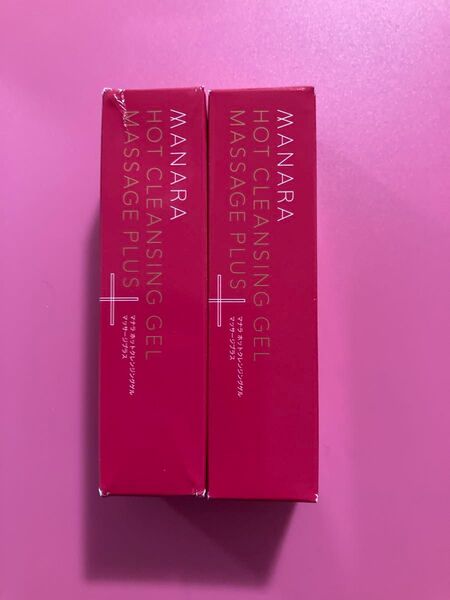 MANARA
HOT CLEANSING GEL
MASSAGE PLUS
マナラ ホットクレンジングゲル
マッサージプラス
MANARA
HOT CLEANSING GEL
MASSAGE PLUS
マナラ ホットクレンジングゲル
マッサージプラス